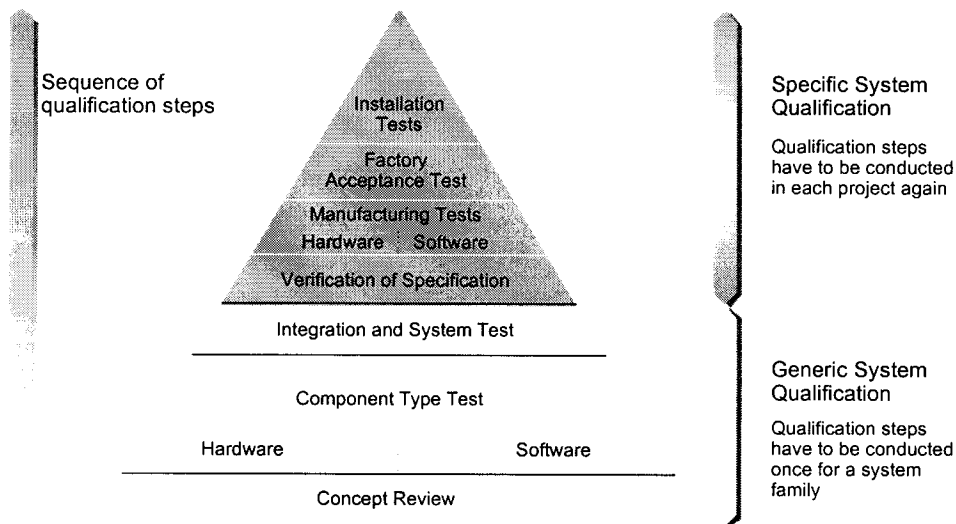 Sequence of
qualification steps
Installation
Tests
Factory
Acceptance Test
Manufacturing Tests
Hardware Software
Verification of Specification
Integration and System Test
Component Type Test
Hardware Software
Concept Review
Specific System
Qualification
Qualification steps
have to be conducted
in each project again
Generic System
Qualification
Qualification steps
have to be conducted
once for a system
family